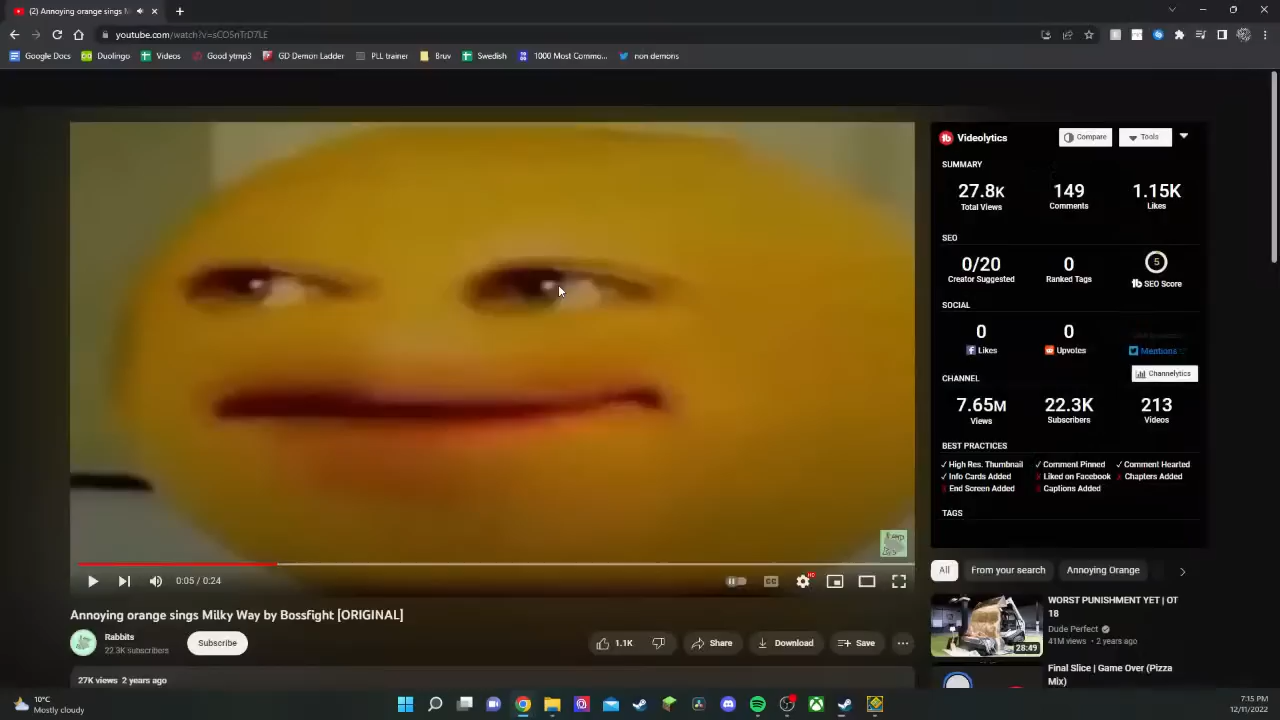 (2) Annoying orange sings M
youtube.com/watch?v=sCO5nTrD7LE
Google Docs Duolingo Videos Good ytmp3 GD Demon Ladder PLL trainer Bruv Swedish 1000 Most Commo... non demons
Videolytics Compare Tools
SUMMARY
27.8K 149 1.15K
Total Views Comments Likes
SEO
0/20 0 5
Creator Suggested Ranked Tags SEO Score
SOCIAL
0 0
Likes Upvotes Mentions
Channelytics
CHANNEL
7.65M 22.3K 213
Views Subscribers Videos
BEST PRACTICES
✓ High Res. Thumbnail ✓ Comment Pinned ✓ Comment Hearted
✓ Info Cards Added Liked on Facebook Chapters Added
End Screen Added Captions Added
TAGS
0:05 / 0:24 CC HD
Annoying orange sings Milky Way by Bossfight [ORIGINAL]
Rabbits
22.3K subscribers
Subscribe
1.1K Share Download Save ...
27K views 2 years ago
All From your search Annoying Orange
WORST PUNISHMENT YET | OT
18
Dude Perfect
41M views • 2 years ago
28:49
Final Slice | Game Over (Pizza
Mix)
10°C
Mostly cloudy
7:15 PM
12/11/2022